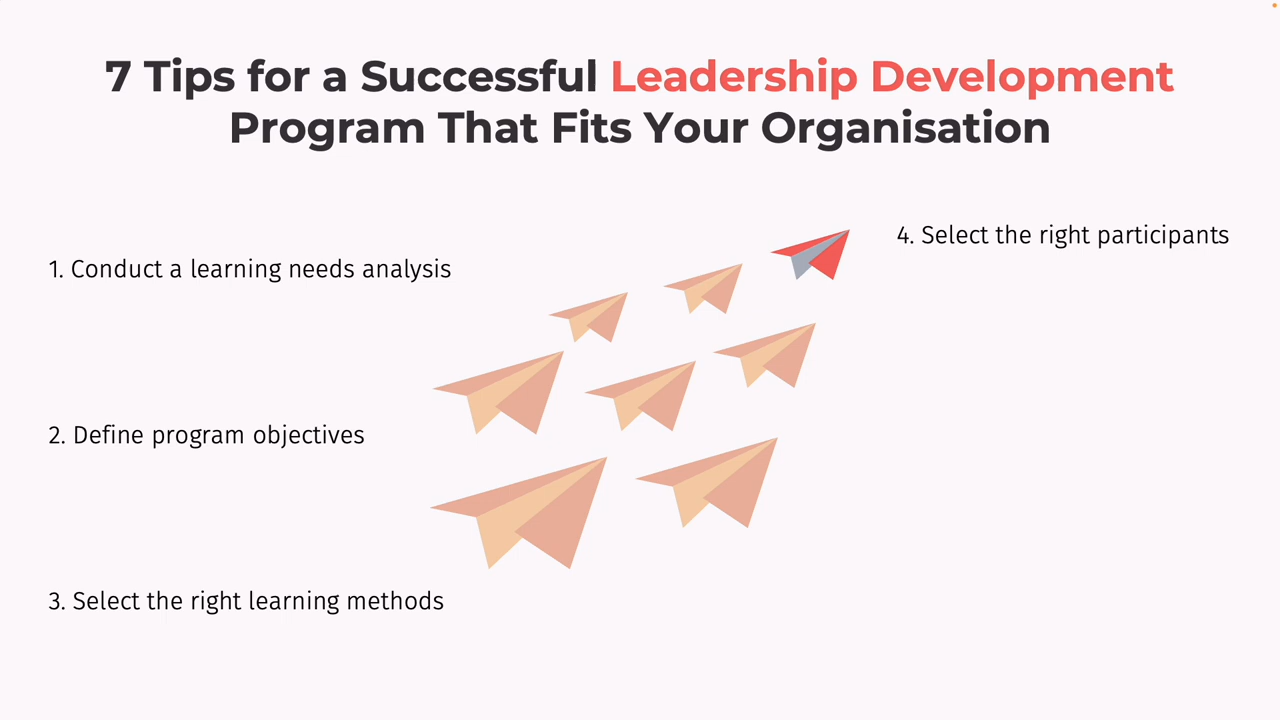 7 Tips for a Successful Leadership Development
Program That Fits Your Organisation
1. Conduct a learning needs analysis
2. Define program objectives
3. Select the right learning methods
4. Select the right participants